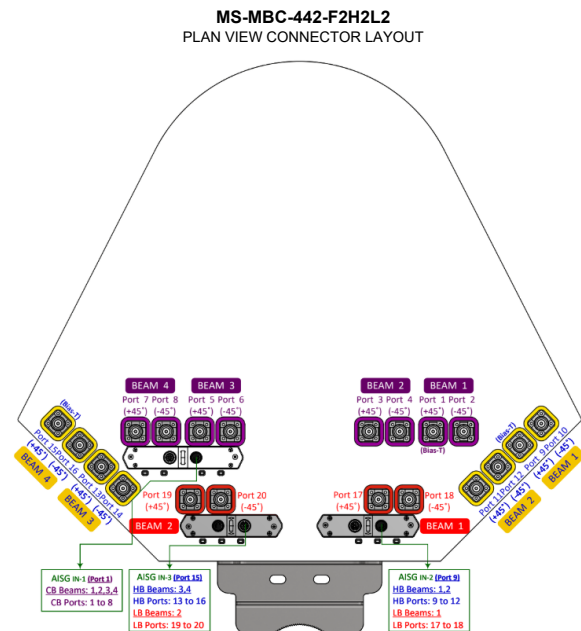 MS-MBC-442-F2H2L2
PLAN VIEW CONNECTOR LAYOUT
BEAM 4 BEAM 3 BEAM 2 BEAM 1
Port 7 Port 8 Port 5 Port 6 Port 3 Port 4 Port 1 Port 2
(+45˚) (-45˚) (+45˚) (-45˚) (+45˚) (-45˚) (+45˚) (-45˚)
(Bias-T)
(Bias-T)
Port 15 Port 16 Port 13 Port 14
(+45˚) (-45˚) (+45˚) (-45˚)
BEAM 4 BEAM 3
(Bias-T)
Port 11 Port 12 Port 9 Port 10
(+45˚) (-45˚) (+45˚) (-45˚)
BEAM 2 BEAM 1
Port 19 Port 20 Port 17 Port 18
(+45˚) (-45˚) (+45˚) (-45˚)
BEAM 2 BEAM 1
AISG IN-1 (Port 1)
CB Beams: 1,2,3,4
CB Ports: 1 to 8
AISG IN-3 (Port 15)
HB Beams: 3,4
HB Ports: 13 to 16
LB Beams: 2
LB Ports: 19 to 20
AISG IN-2 (Port 9)
HB Beams: 1,2
HB Ports: 9 to 12
LB Beams: 1
LB Ports: 17 to 18